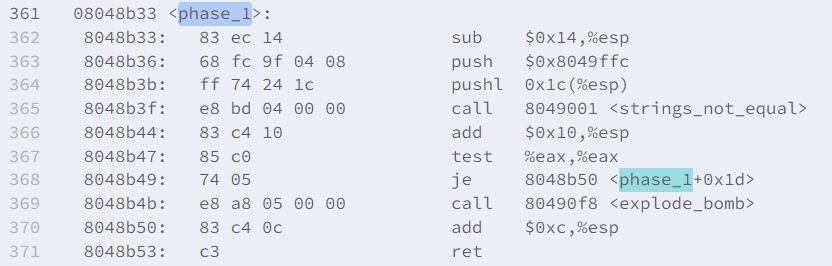 361 08048b33 <phase_1>:
362 8048b33: 83 ec 14 sub $0x14,%esp
363 8048b36: 68 fc 9f 04 08 push $0x8049ffc
364 8048b3b: ff 74 24 1c pushl 0x1c(%esp)
365 8048b3f: e8 bd 04 00 00 call 8049001 <strings_not_equal>
366 8048b44: 83 c4 10 add $0x10,%esp
367 8048b47: 85 c0 test %eax,%eax
368 8048b49: 74 05 je 8048b50 <phase_1+0x1d>
369 8048b4b: e8 a8 05 00 00 call 80490f8 <explode_bomb>
370 8048b50: 83 c4 0c add $0xc,%esp
371 8048b53: c3 ret